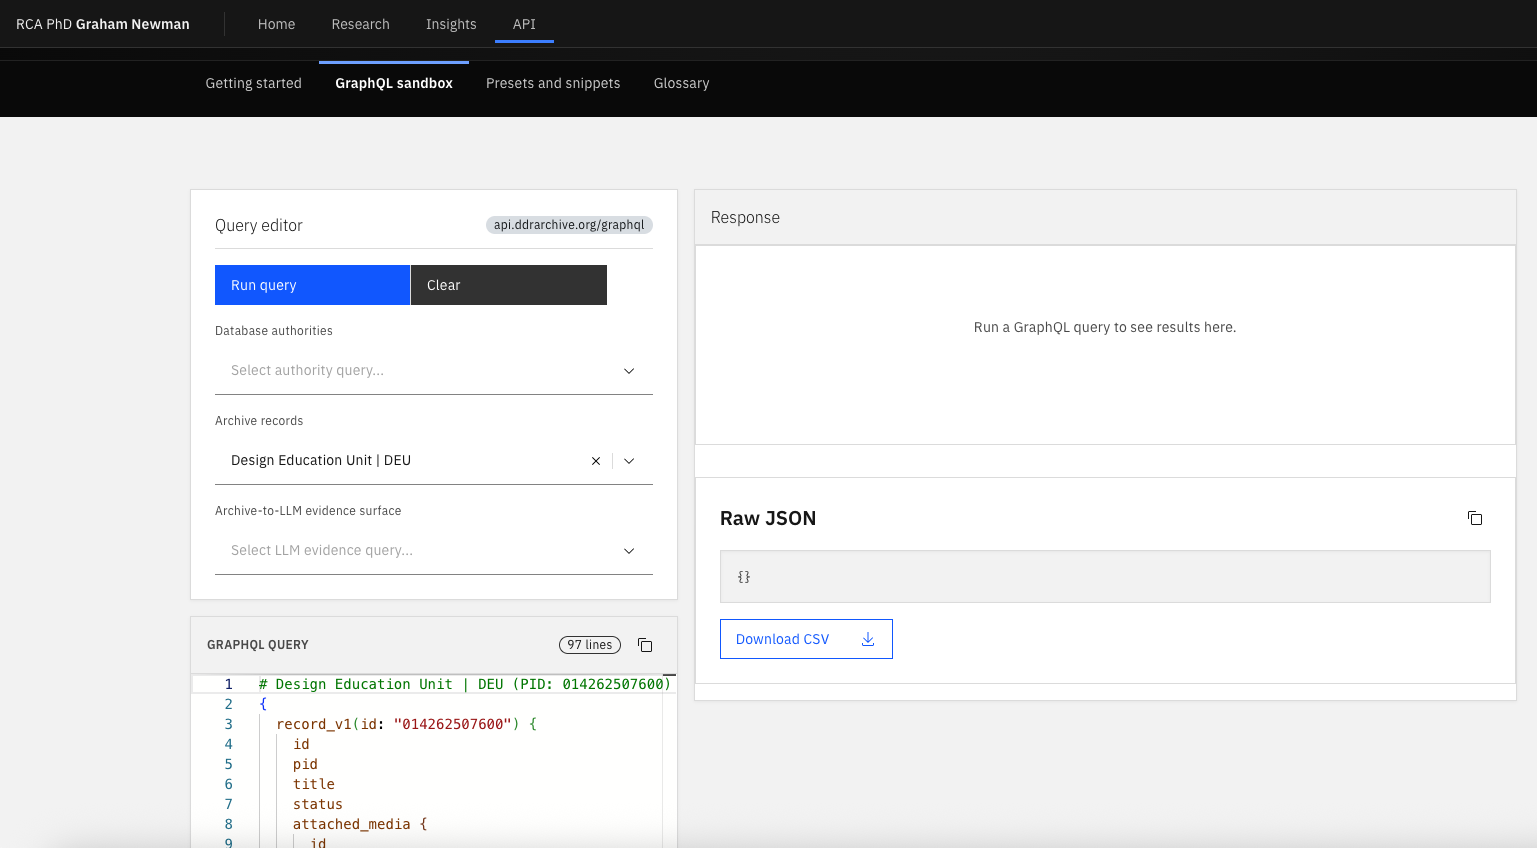 RCA PhD Graham Newman
Home
Research
Insights
API
Getting started
GraphQL sandbox
Presets and snippets
Glossary
Query editor
api.ddrarchive.org/graphql
Run query
Clear
Database authorities
Select authority query...
Archive records
Design Education Unit | DEU
Archive-to-LLM evidence surface
Select LLM evidence query...
GRAPHQL QUERY
97 lines
1 # Design Education Unit | DEU (PID: 014262507600)
2 {
3 record_v1(id: "014262507600") {
4 id
5 pid
6 title
7 status
8 attached_media {
9 id
Response
Run a GraphQL query to see results here.
Raw JSON
{}
Download CSV